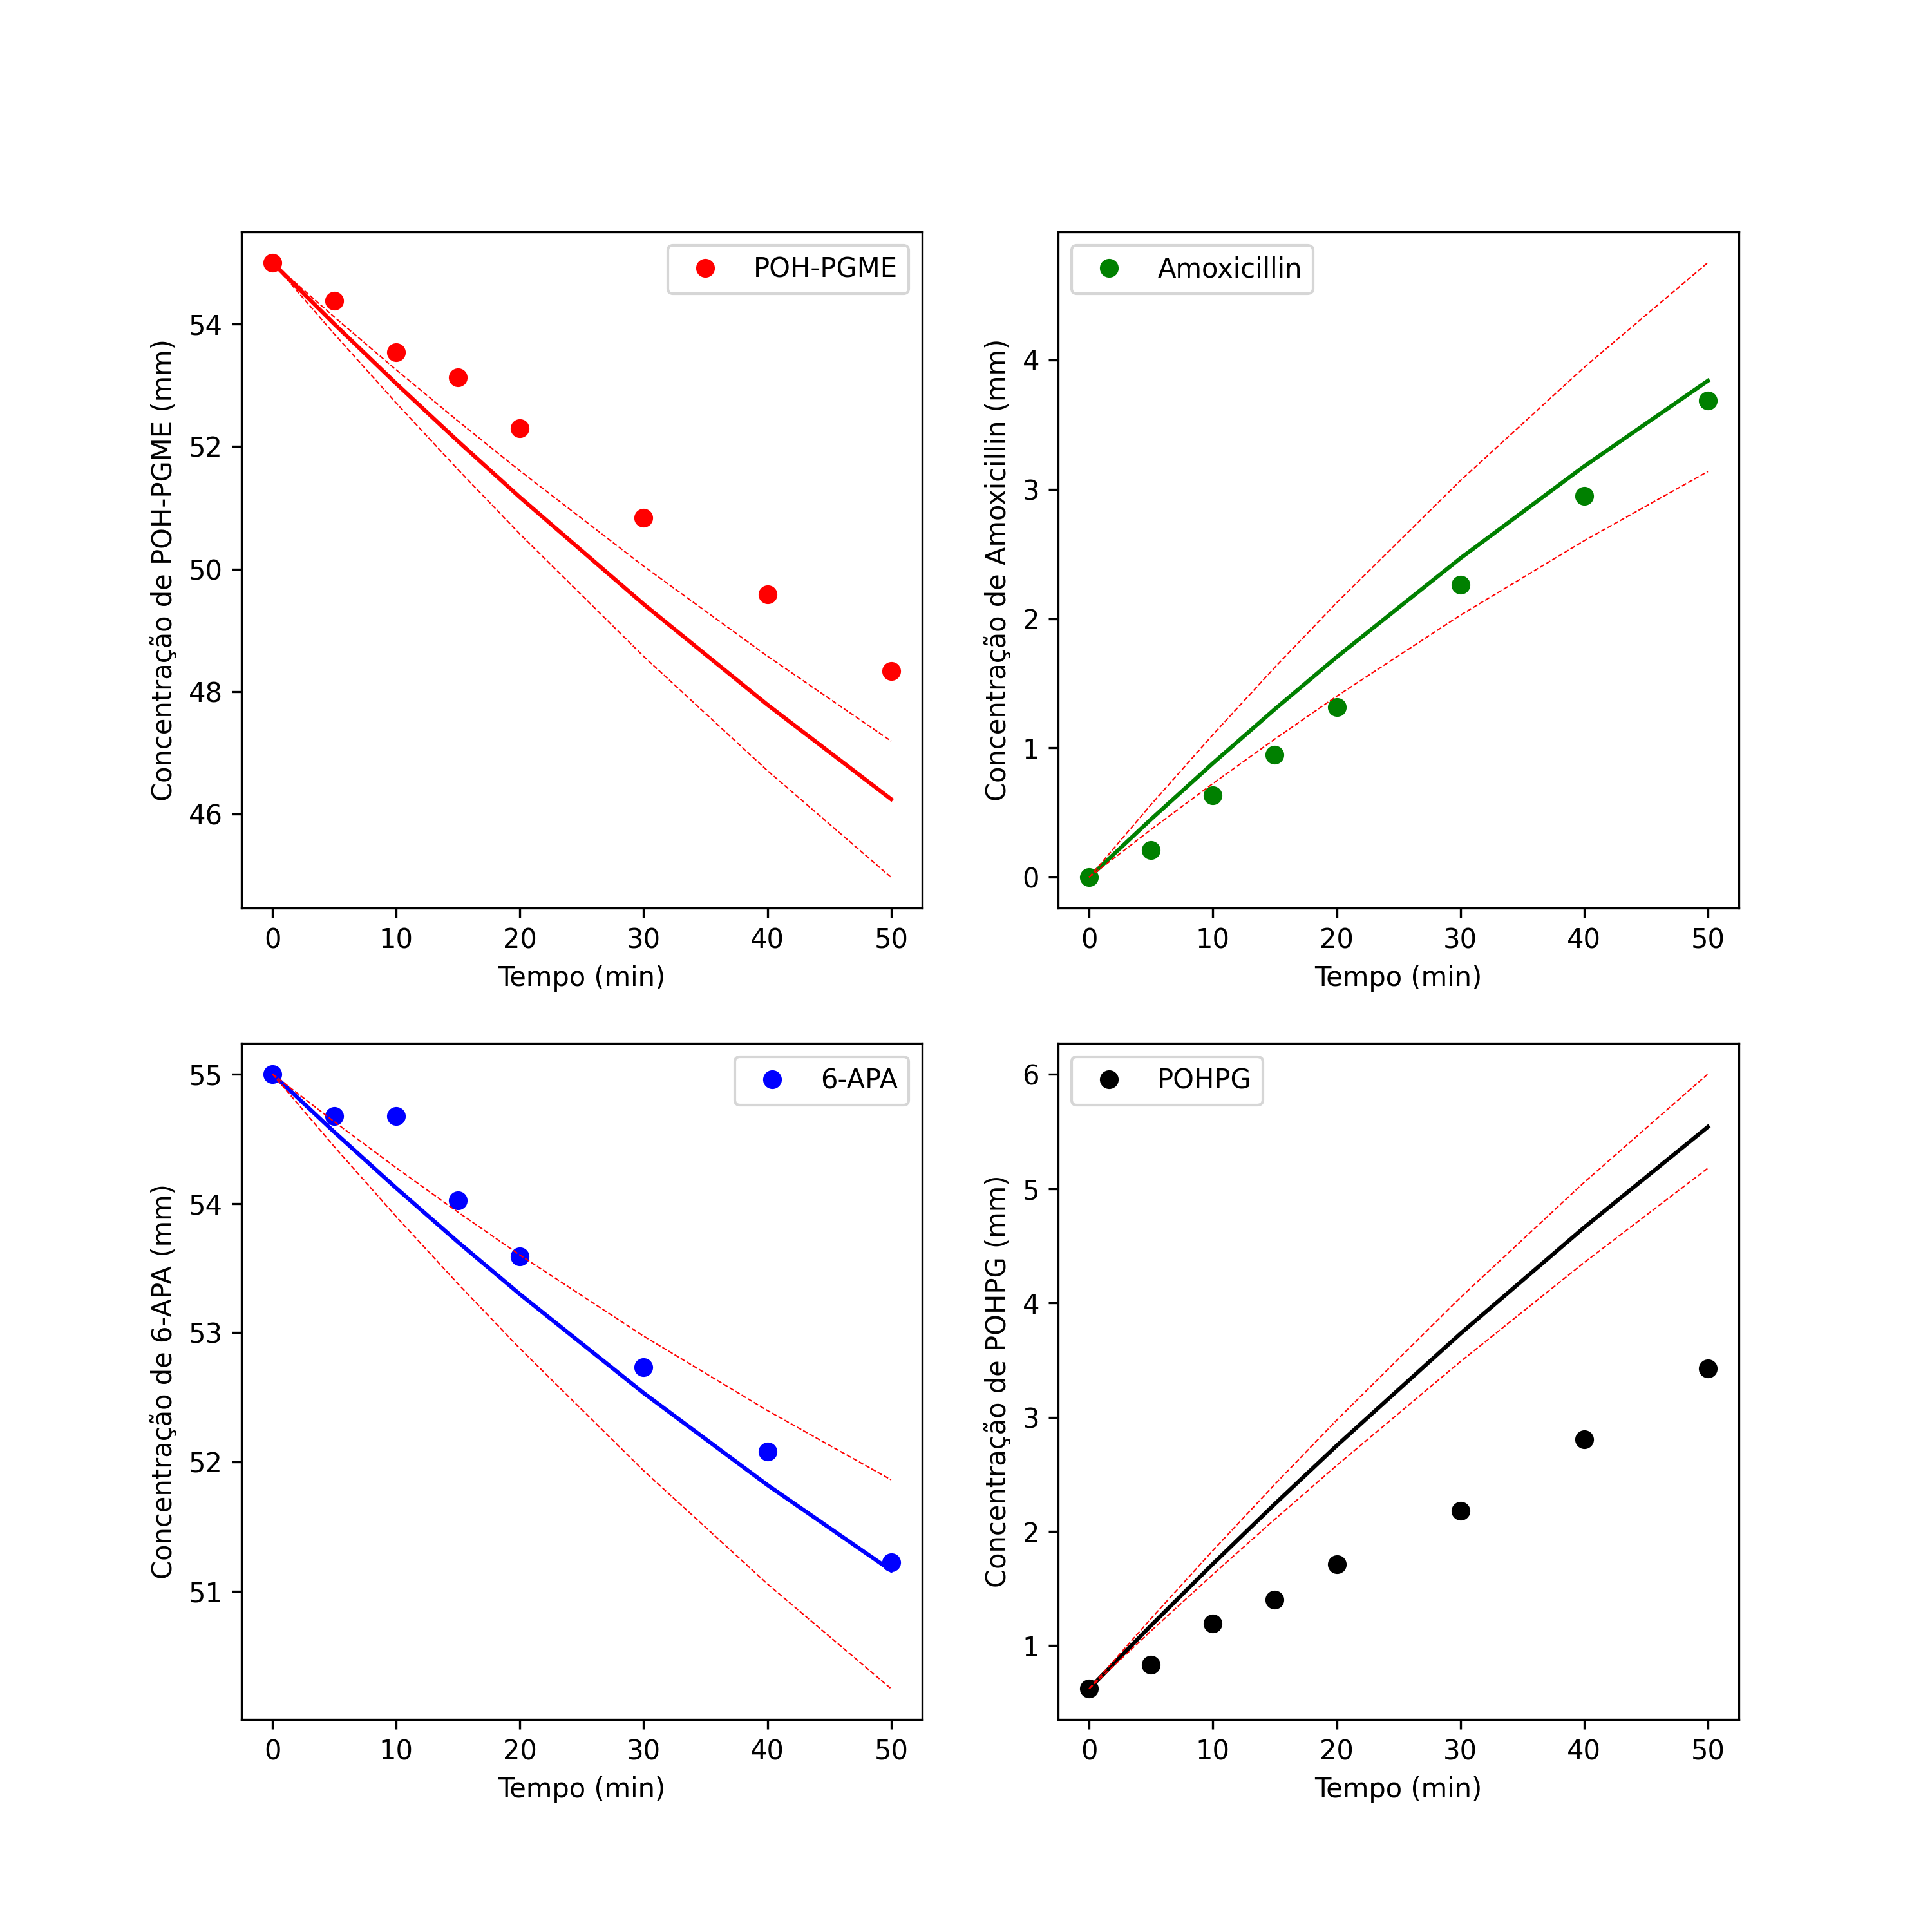 POH-PGME
Concentração de POH-PGME (mm)
54
52
50
48
46
0 10 20 30 40 50
Tempo (min)
Amoxicillin
Concentração de Amoxicillin (mm)
4
3
2
1
0
0 10 20 30 40 50
Tempo (min)
6-APA
Concentração de 6-APA (mm)
55
54
53
52
51
0 10 20 30 40 50
Tempo (min)
POHPG
Concentração de POHPG (mm)
6
5
4
3
2
1
0 10 20 30 40 50
Tempo (min)